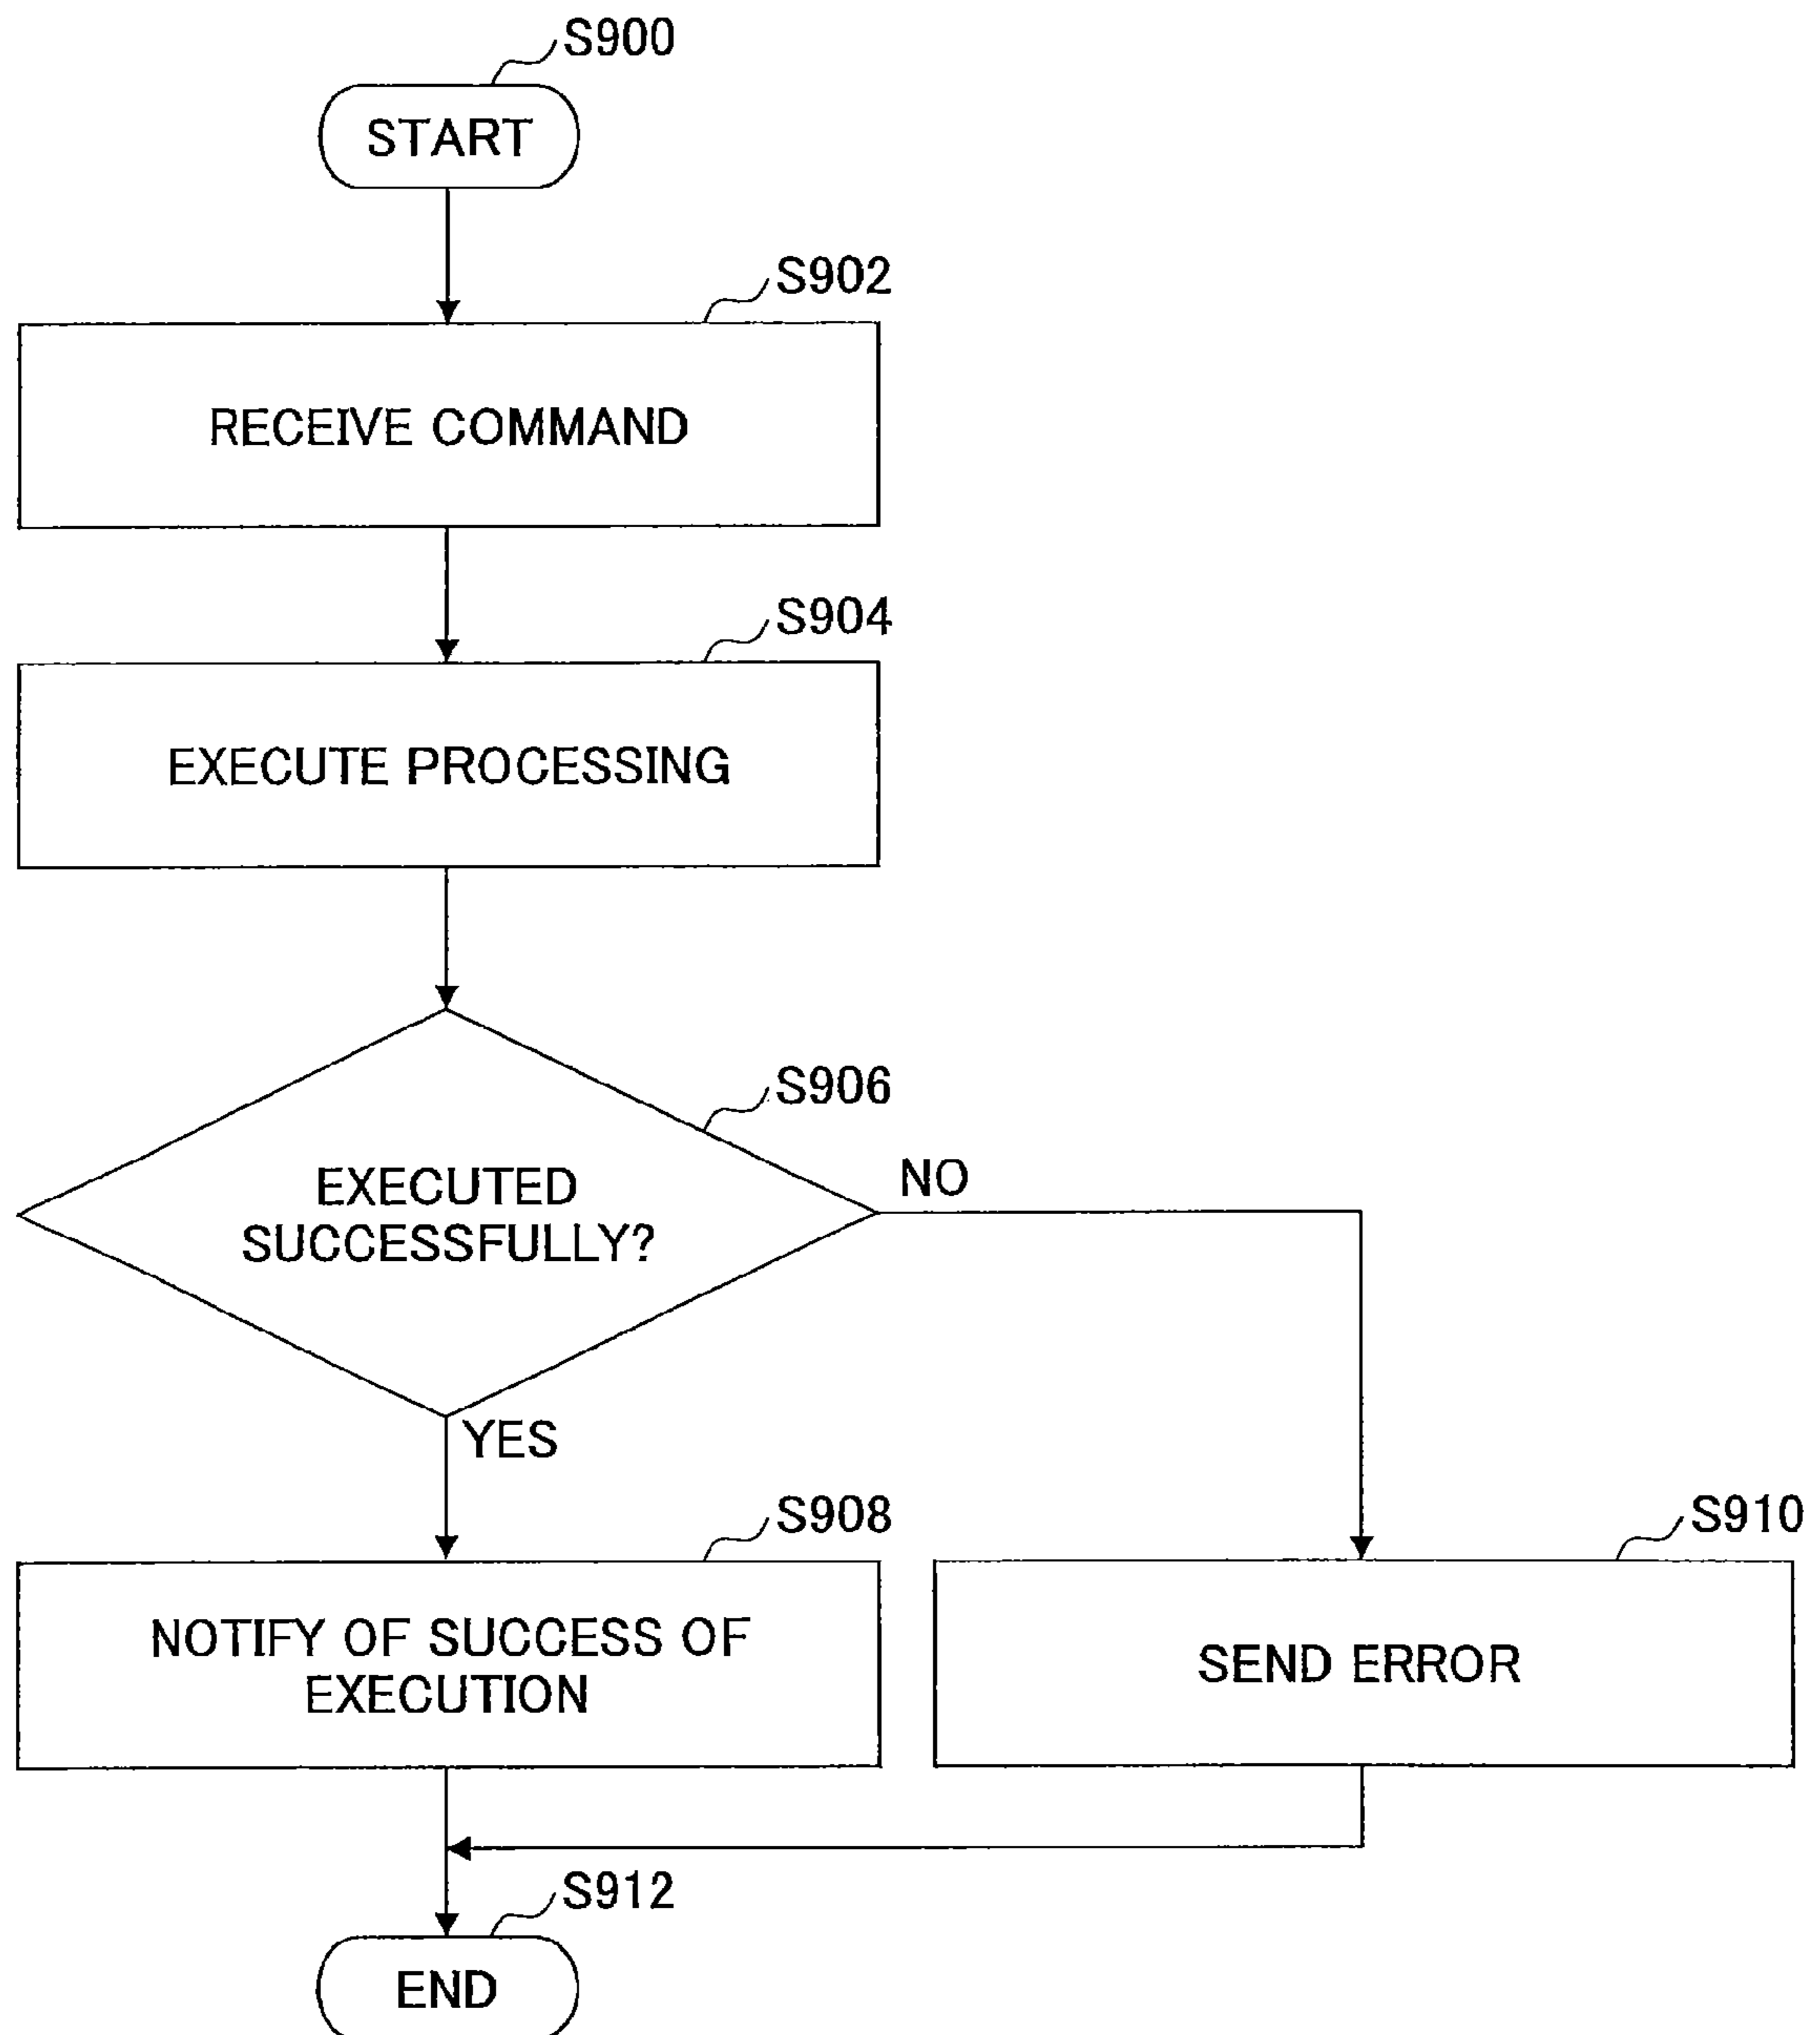 S900
START
S902
RECEIVE COMMAND
S904
EXECUTE PROCESSING
S906
EXECUTED
SUCCESSFULLY?
NO
YES
S908
NOTIFY OF SUCCESS OF
EXECUTION
S910
SEND ERROR
S912
END